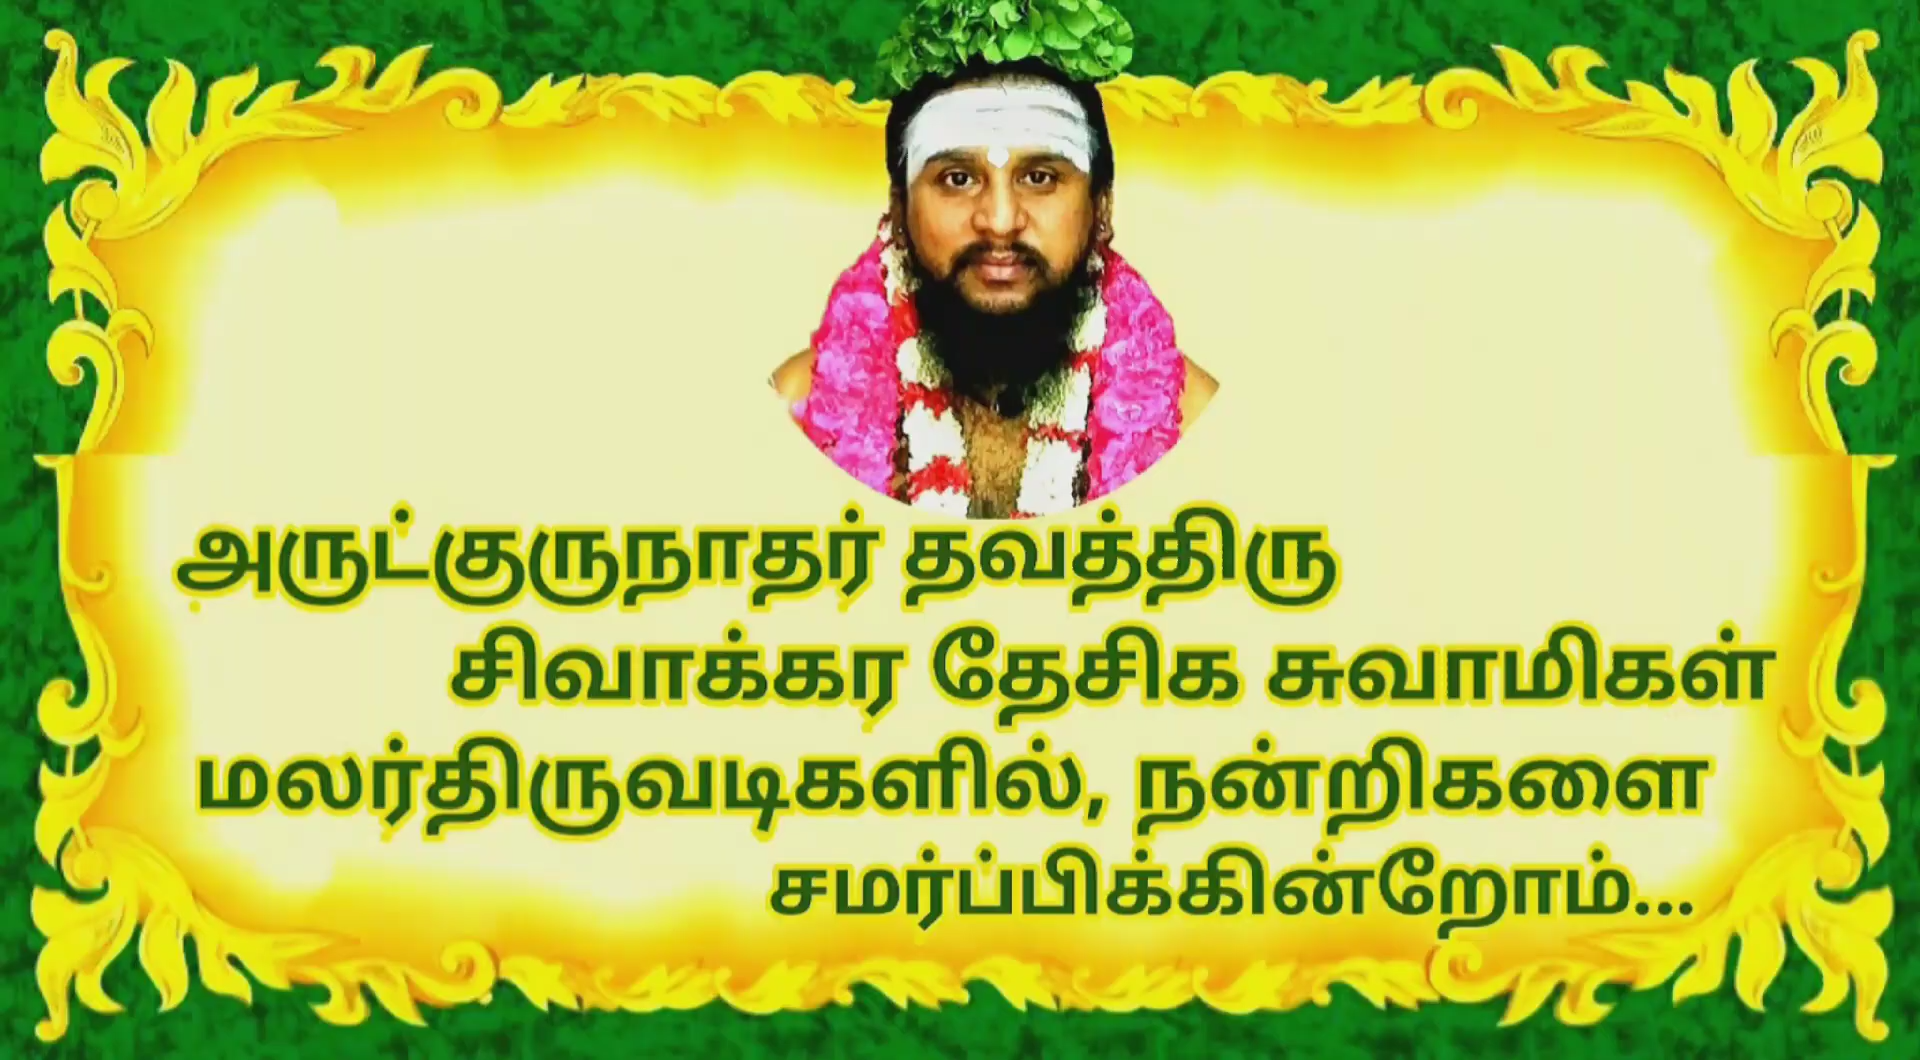 அருட்குருநாதர் தவத்திரு
சிவாக்கர தேசிக சுவாமிகள்
மலர்திருவடிகளில், நன்றிகளை
சமர்ப்பிக்கின்றோம்...